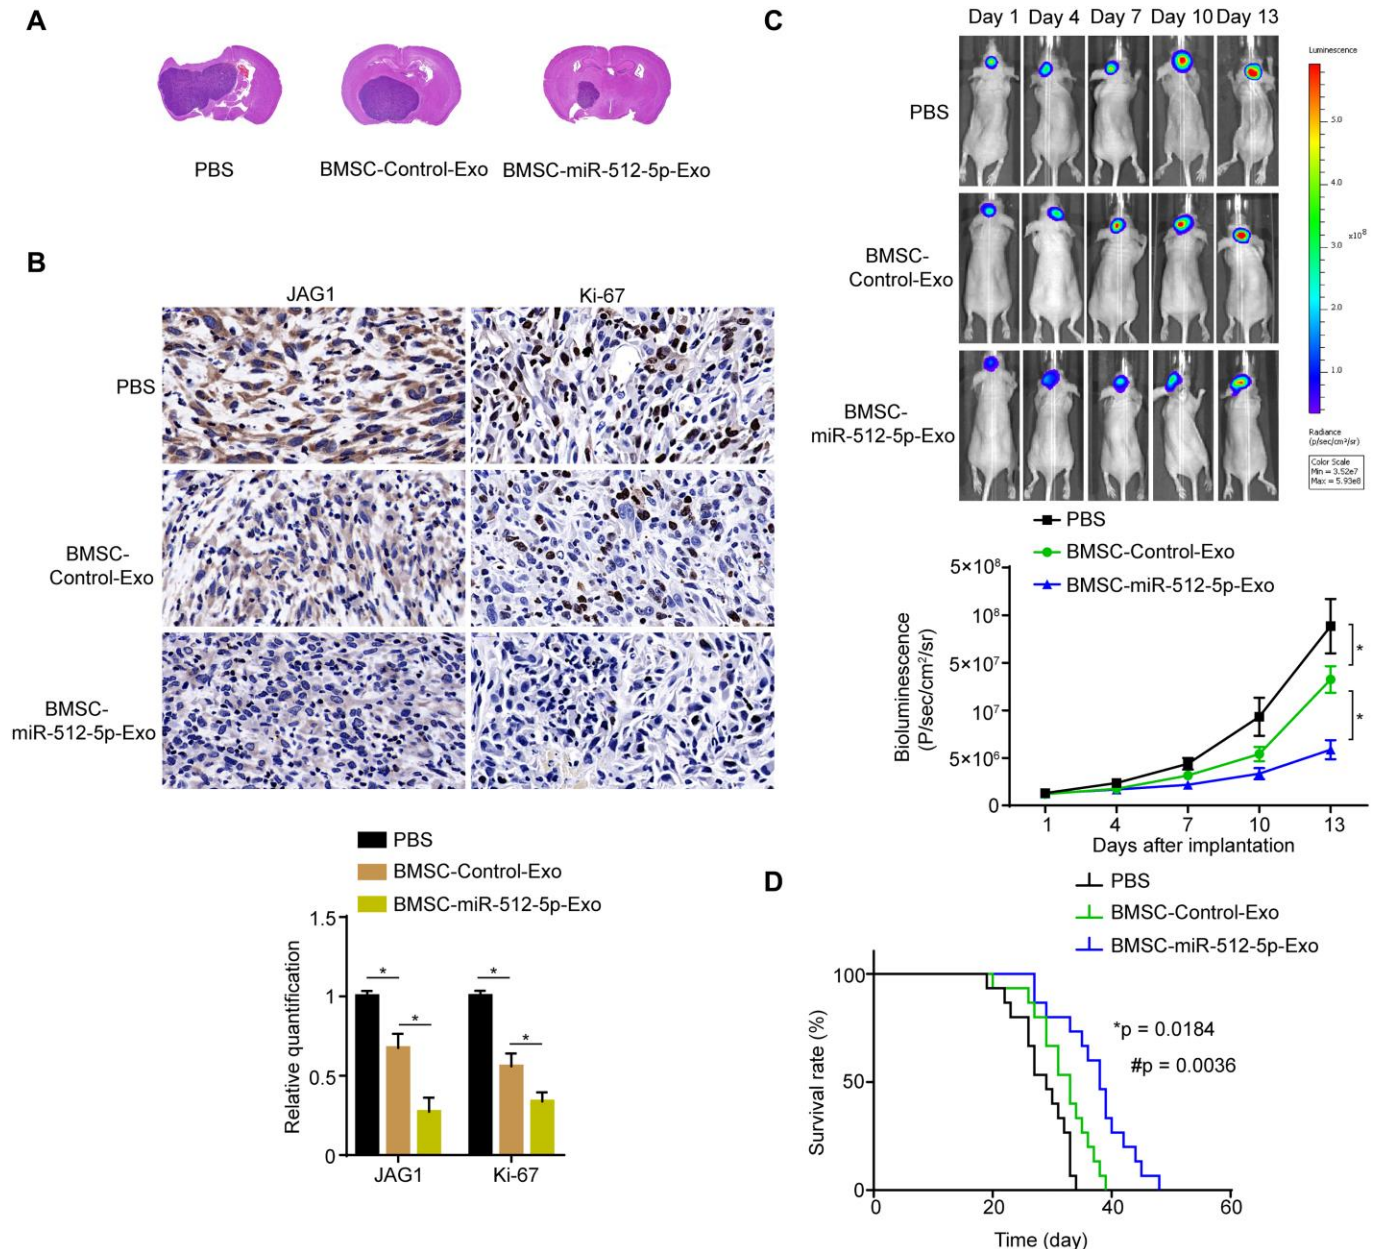 A
PBS
BMSC-Control-Exo
BMSC-miR-512-5p-Exo
B
JAG1
Ki-67
PBS
BMSC-
Control-Exo
BMSC-
miR-512-5p-Exo
PBS
BMSC-Control-Exo
BMSC-miR-512-5p-Exo
Relative quantification
1.5
1
0.5
0
*
*
*
*
JAG1
Ki-67
C
Day 1 Day 4 Day 7 Day 10 Day 13
PBS
BMSC-
Control-Exo
BMSC-
miR-512-5p-Exo
Luminescence
5.0
4.0
3.0
x10⁸
2.0
1.0
Radiance
(p/sec/cm²/sr)
Color Scale
Min = 3.52e7
Max = 5.93e8
PBS
BMSC-Control-Exo
BMSC-miR-512-5p-Exo
Bioluminescence
(P/sec/cm²/sr)
5×10⁸
10⁸
5×10⁷
10⁷
5×10⁶
0
*
*
1 4 7 10 13
Days after implantation
D
PBS
BMSC-Control-Exo
BMSC-miR-512-5p-Exo
Survival rate (%)
100
50
0
*p = 0.0184
#p = 0.0036
0 20 40 60
Time (day)